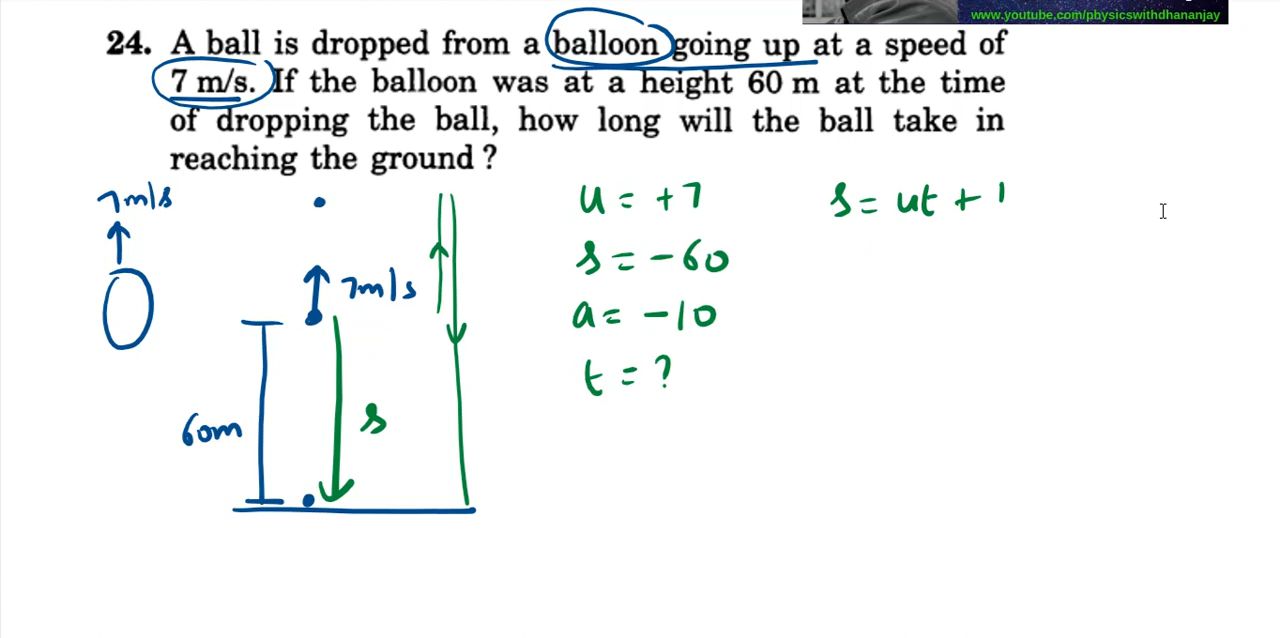 www.youtube.com/physicswithdhananjay
24. A ball is dropped from a balloon going up at a speed of
7 m/s. If the balloon was at a height 60 m at the time
of dropping the ball, how long will the ball take in
reaching the ground ?
7m/s
7m/s
60m
s
u = +7
s = -60
a = -10
t = ?
s = ut + 1